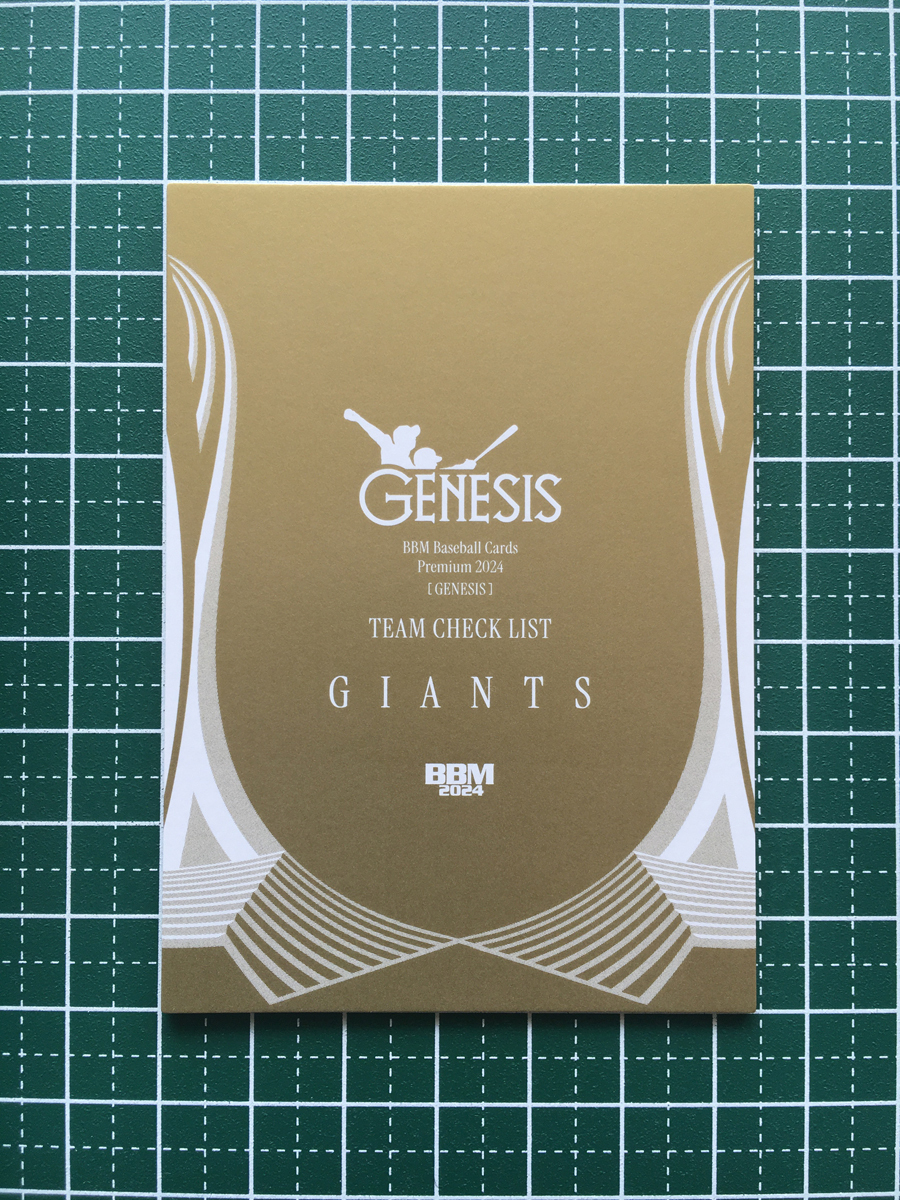 GENESIS
BBM Baseball Cards
Premium 2024
[ GENESIS ]
TEAM CHECK LIST
GIANTS
BBM
2024